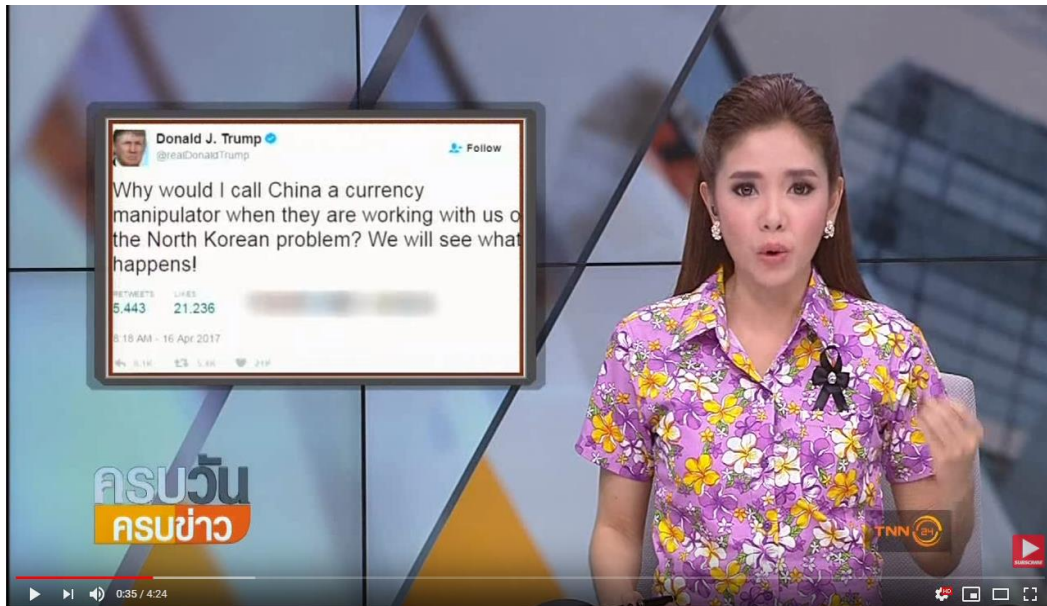 Donald J. Trump
@realDonaldTrump
Follow
Why would I call China a currency
manipulator when they are working with us o
the North Korean problem? We will see what
happens!
RETWEETS LIKES
5.443 21.236
8:18 AM - 16 Apr 2017
ครบวัน
ครบข่าว
TNN 24
SUBSCRIBE
0:35 / 4:24
HD